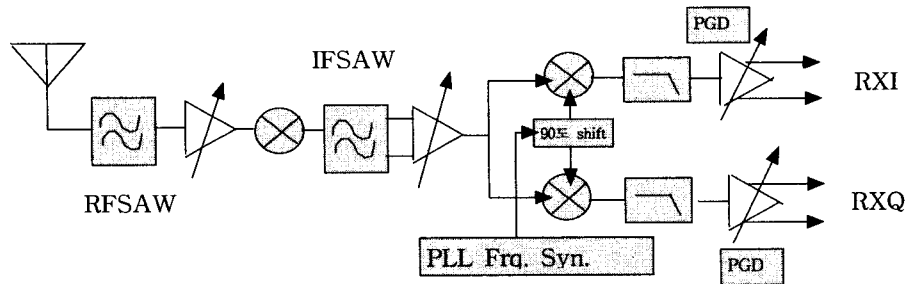 PGD
IFSAW
RXI
90도 shift
RFSAW
RXQ
PLL Frq. Syn.
PGD